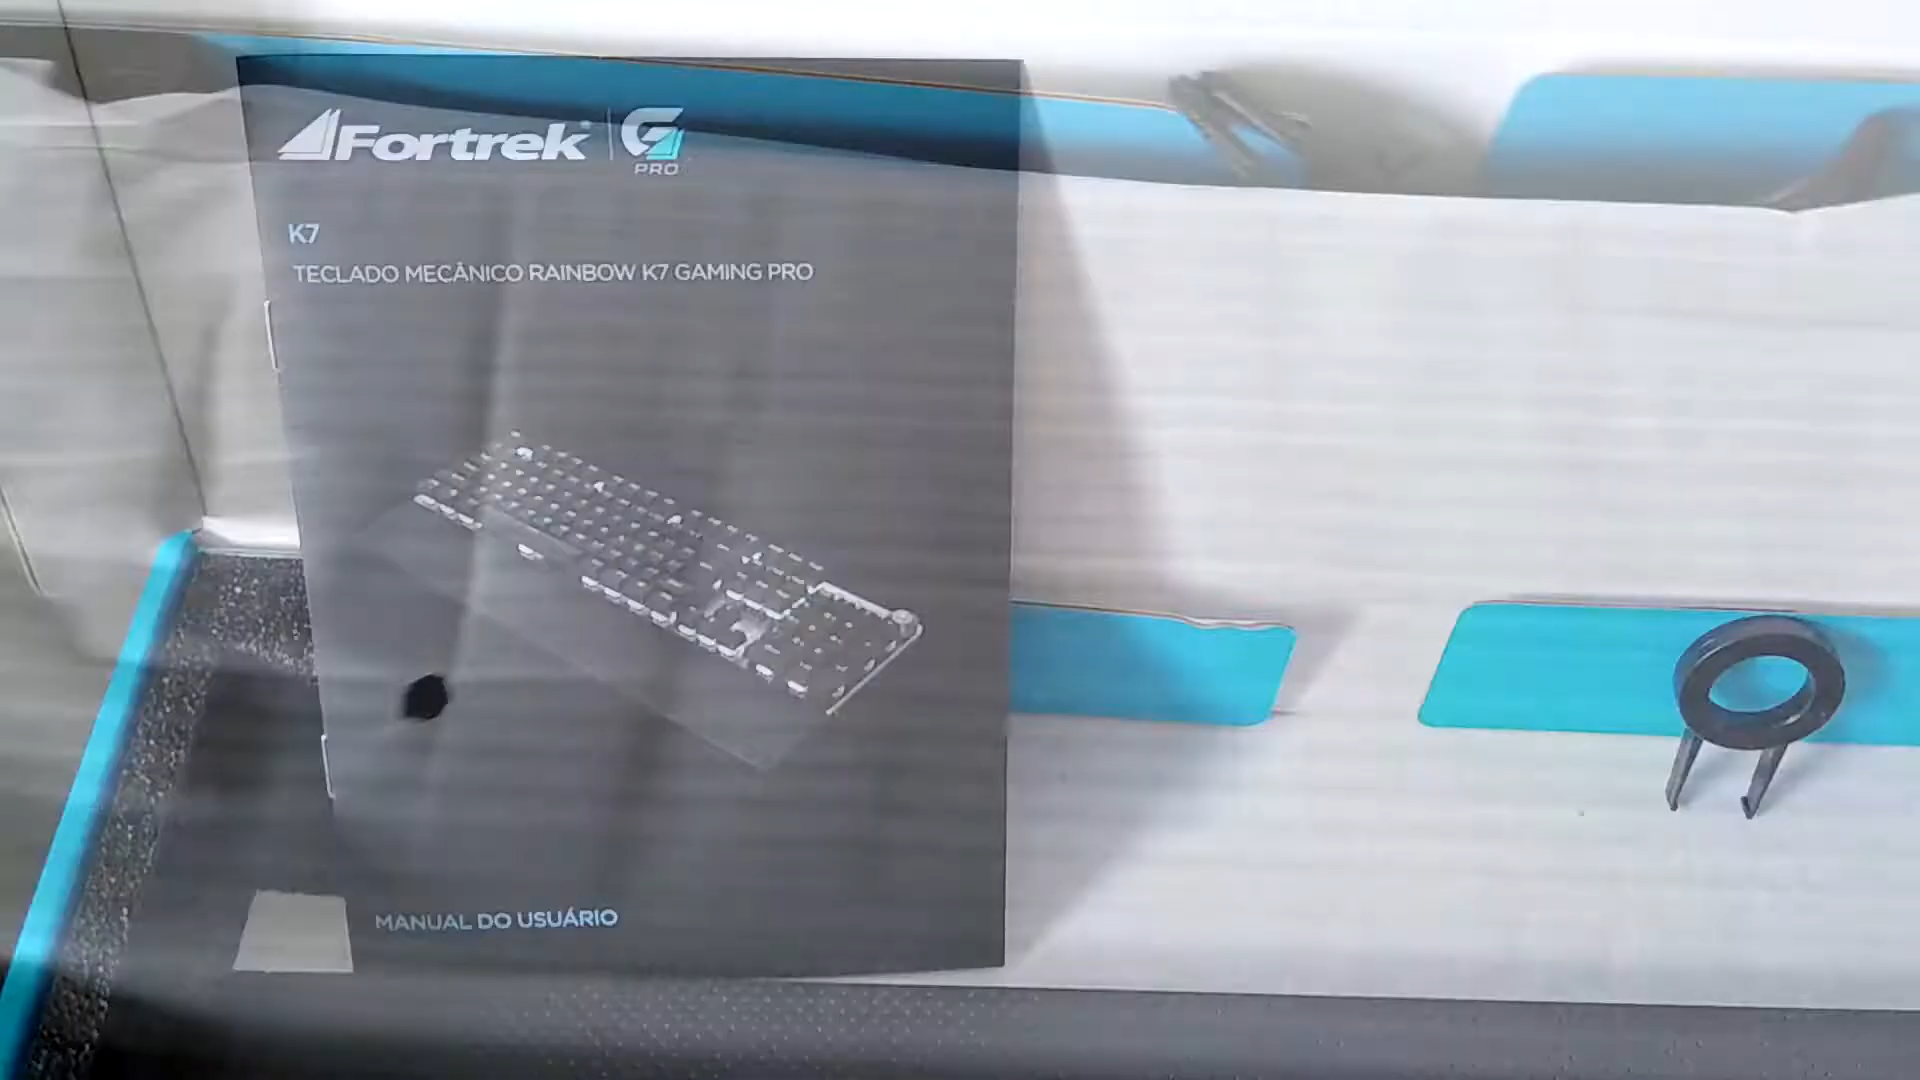 Fortrek
G PRO
K7
TECLADO MECÂNICO RAINBOW K7 GAMING PRO
MANUAL DO USUÁRIO